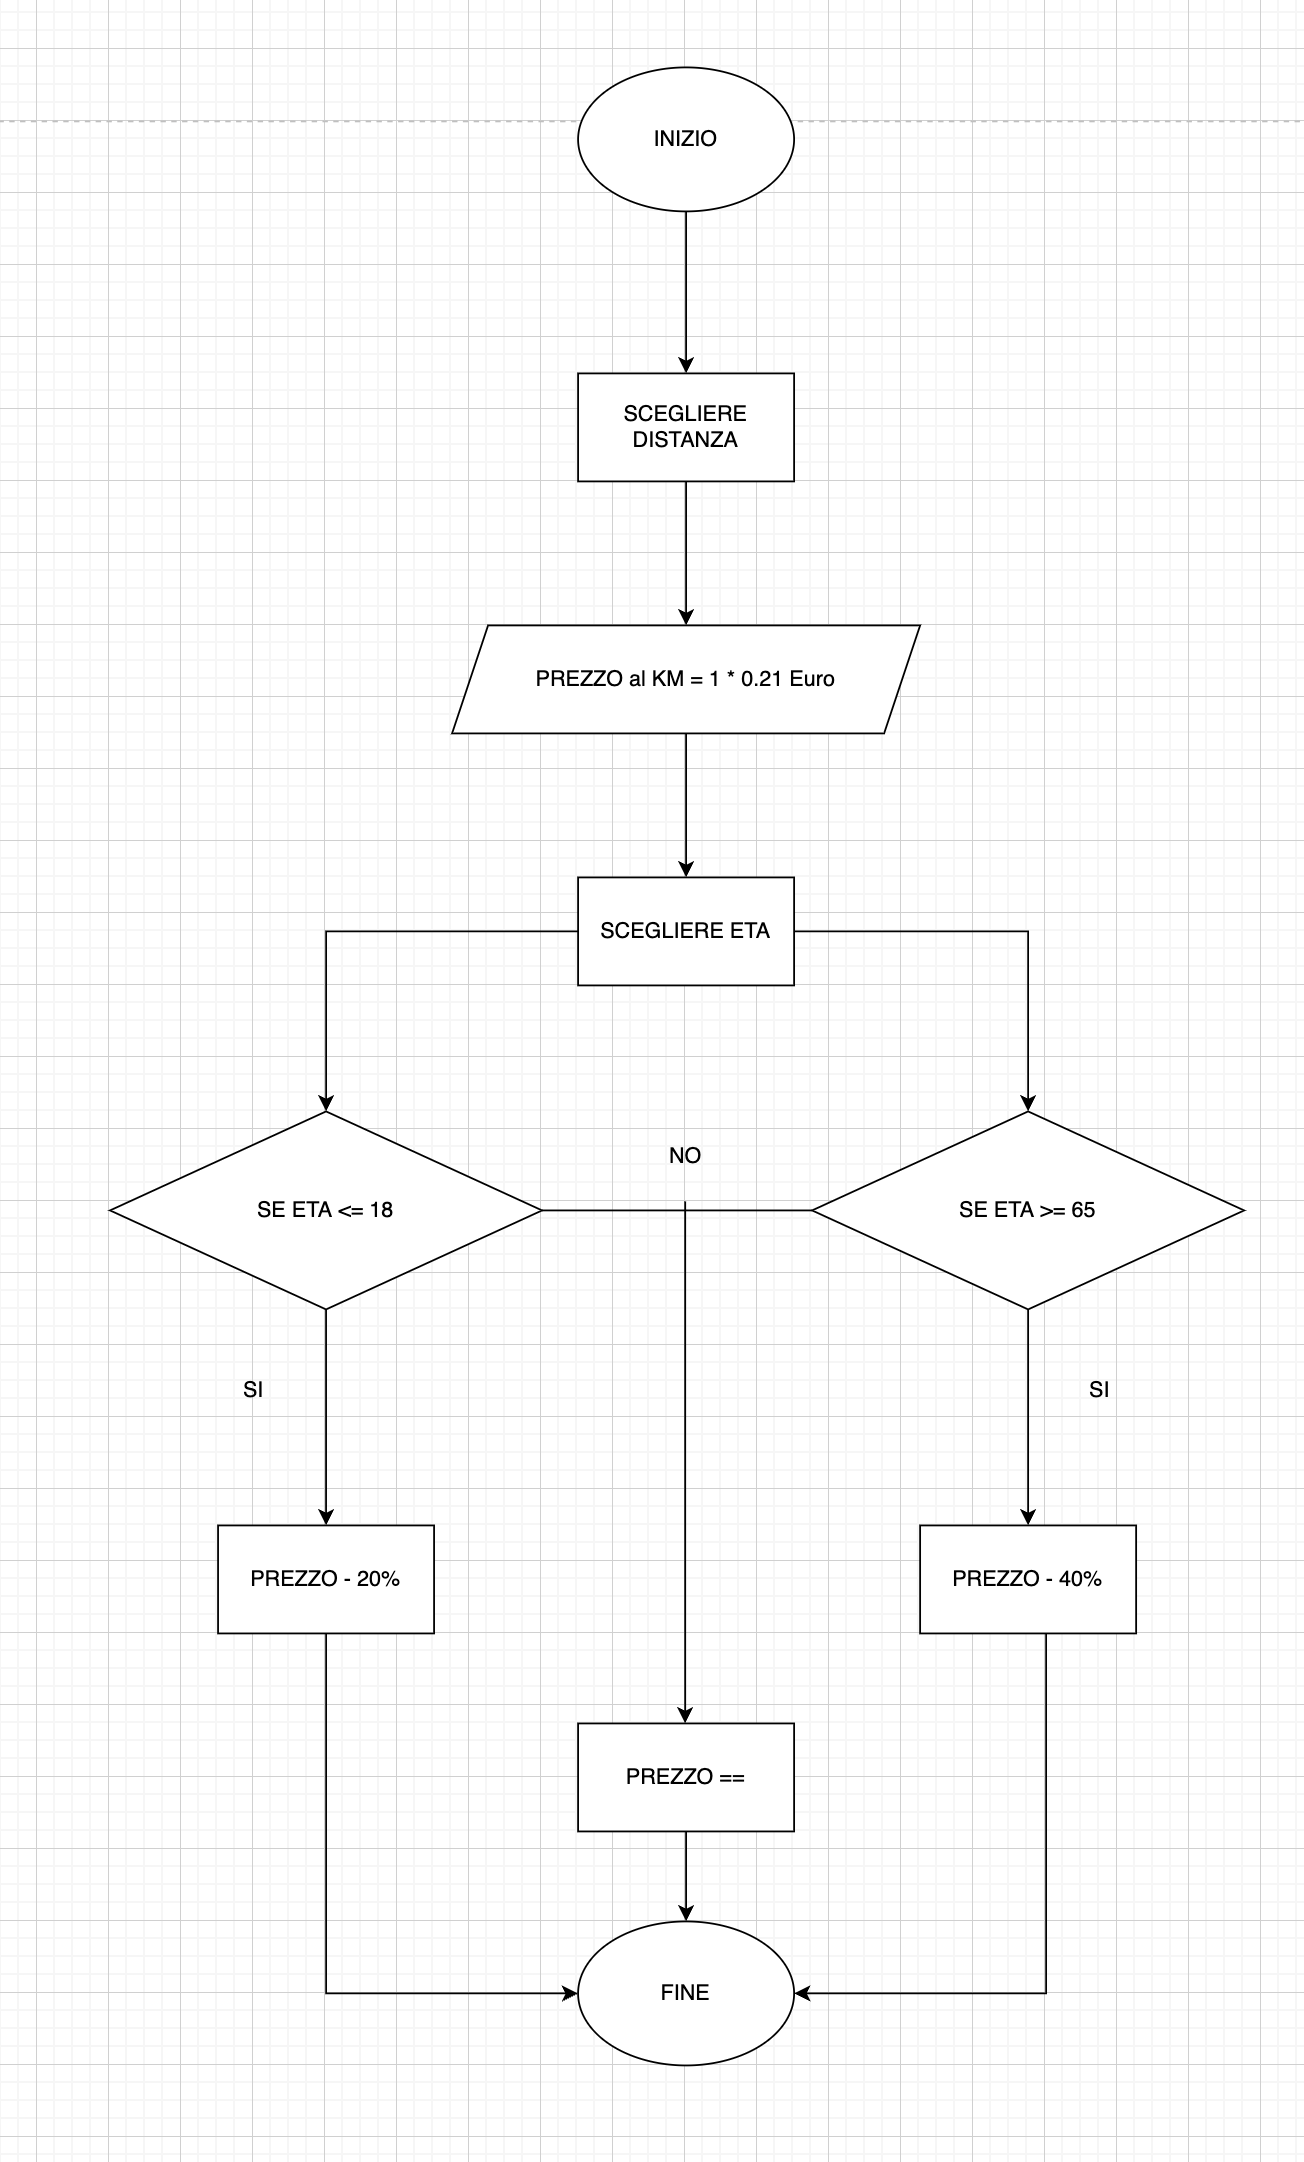 INIZIO
SCEGLIERE
DISTANZA
PREZZO al KM = 1 * 0.21 Euro
SCEGLIERE ETA
NO
SE ETA <= 18
SE ETA >= 65
SI
SI
PREZZO - 20%
PREZZO - 40%
PREZZO ==
FINE